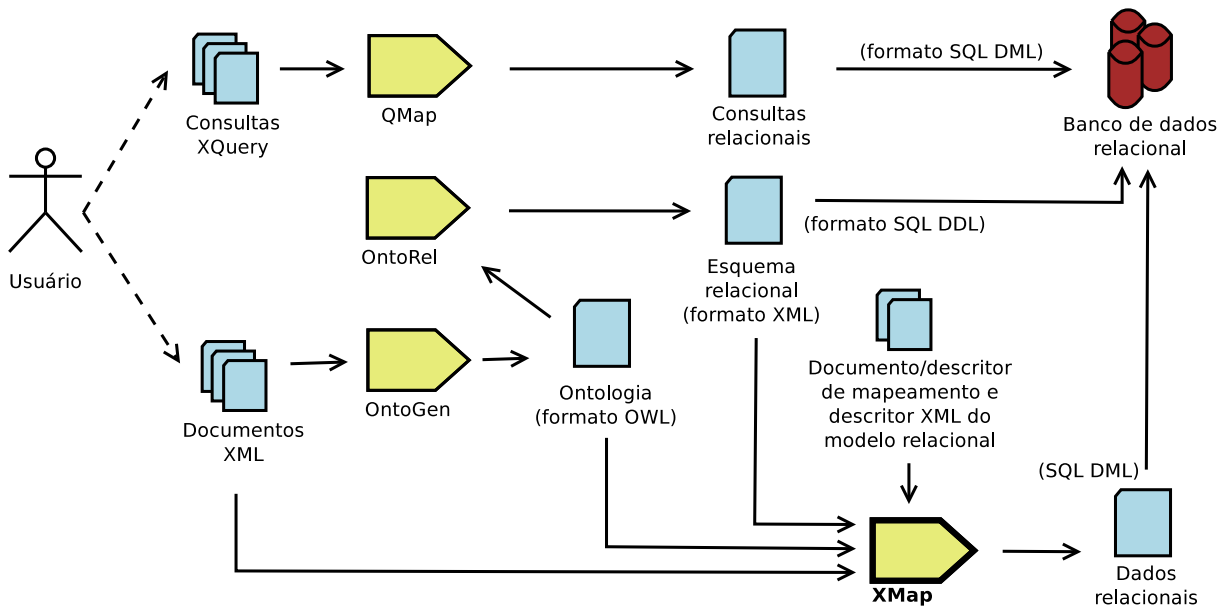 (formato SQL DML)
Consultas
XQuery
QMap
Consultas
relacionais
Banco de dados
relacional
Usuário
OntoRel
Esquema
relacional
(formato XML)
(formato SQL DDL)
Documentos
XML
OntoGen
Ontologia
(formato OWL)
Documento/descritor
de mapeamento e
descritor XML do
modelo relacional
(SQL DML)
XMap
Dados
relacionais